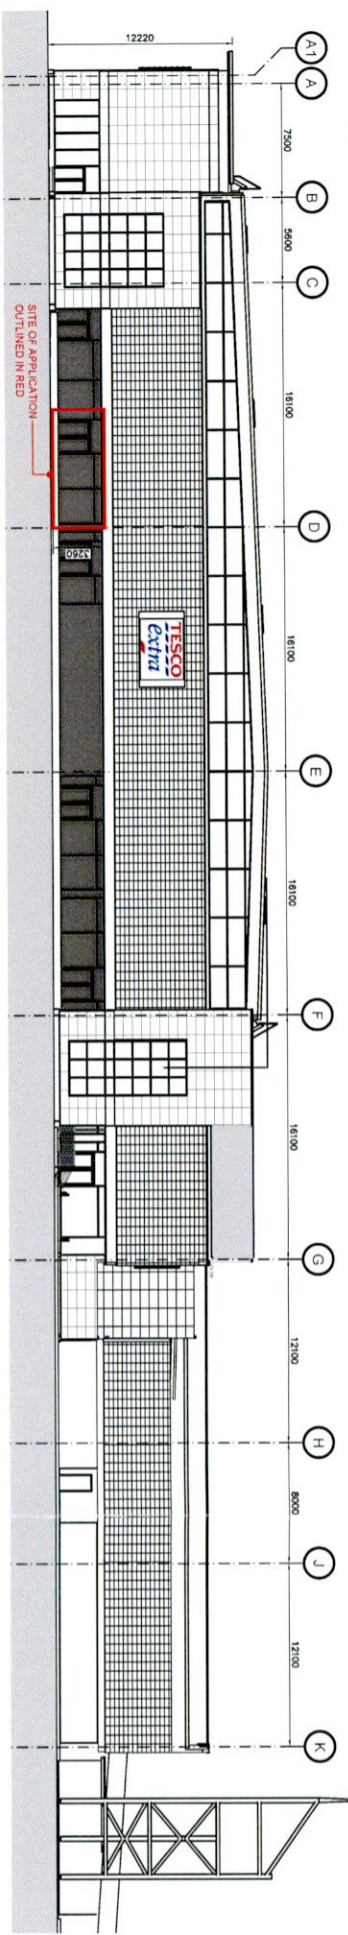 A1
A
B
C
D
E
F
G
H
J
K
7500
5600
16100
16100
16100
16100
12100
8000
12100
12220
TESCO
extra
3260
SITE OF APPLICATION
OUTLINED IN RED